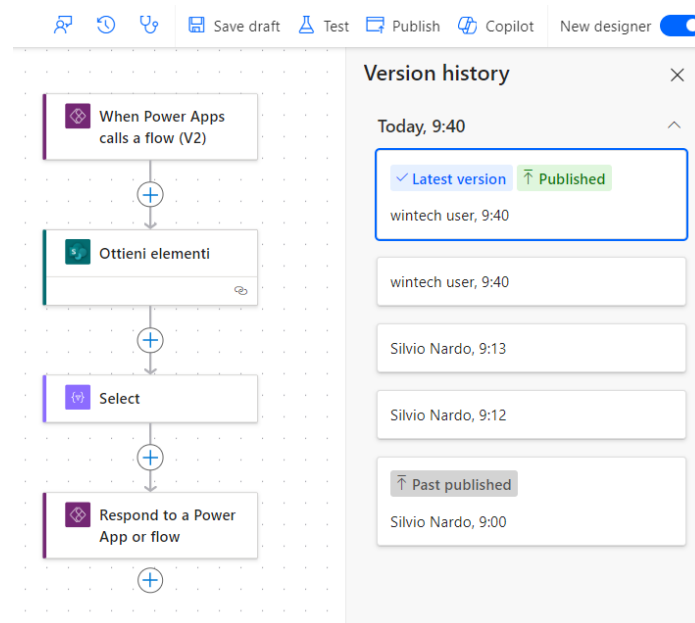 Save draft
Test
Publish
Copilot
New designer
When Power Apps
calls a flow (V2)
Ottieni elementi
Select
Respond to a Power
App or flow
Version history
Today, 9:40
Latest version
Published
wintech user, 9:40
wintech user, 9:40
Silvio Nardo, 9:13
Silvio Nardo, 9:12
Past published
Silvio Nardo, 9:00